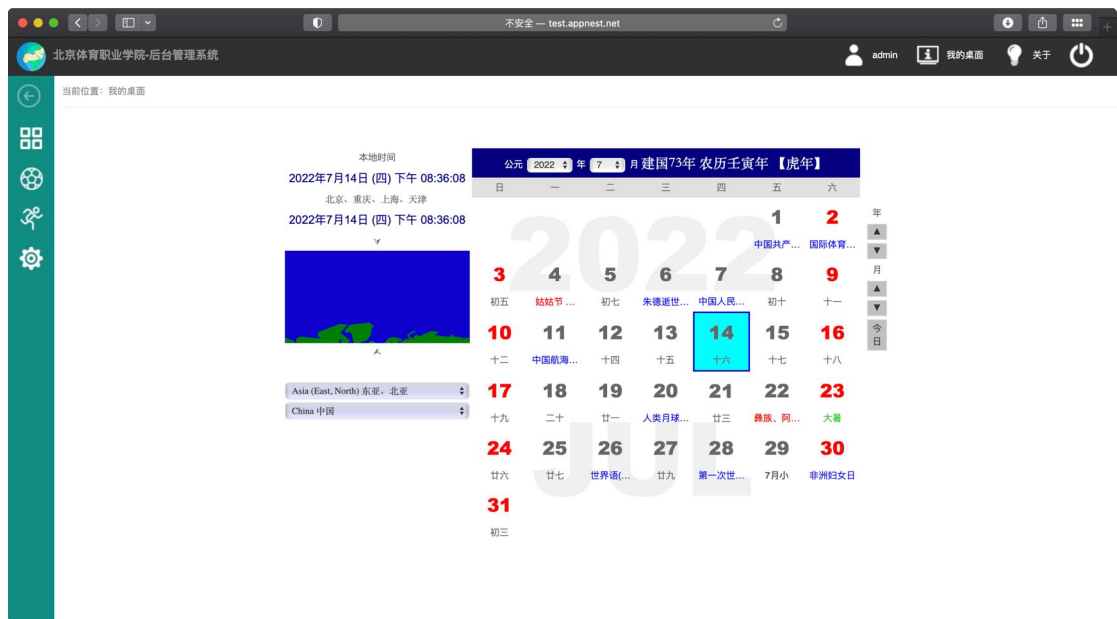 不安全 — test.appnest.net
北京体育职业学院-后台管理系统
admin 我的桌面 关于
当前位置: 我的桌面
本地时间
2022年7月14日 (四) 下午 08:36:08
北京、重庆、上海、天津
2022年7月14日 (四) 下午 08:36:08
Asia (East, North) 东亚、北亚
China 中国
公元 2022 年 7 月 建国73年 农历壬寅年 【虎年】
日 一 二 三 四 五 六
2022
1 2
中国共产... 国际体育...
3 4 5 6 7 8 9
初五 姑姑节 ... 初七 朱德逝世... 中国人民... 初十 十一
10 11 12 13 14 15 16
十二 中国航海... 十四 十五 十六 十七 十八
17 18 19 20 21 22 23
十九 二十 廿一 人类月球... 廿三 彝族、阿... 大暑
24 25 26 27 28 29 30
廿六 廿七 世界语(... 廿九 第一次世... 7月小 非洲妇女日
JUL
31
初三
年
月
今
日